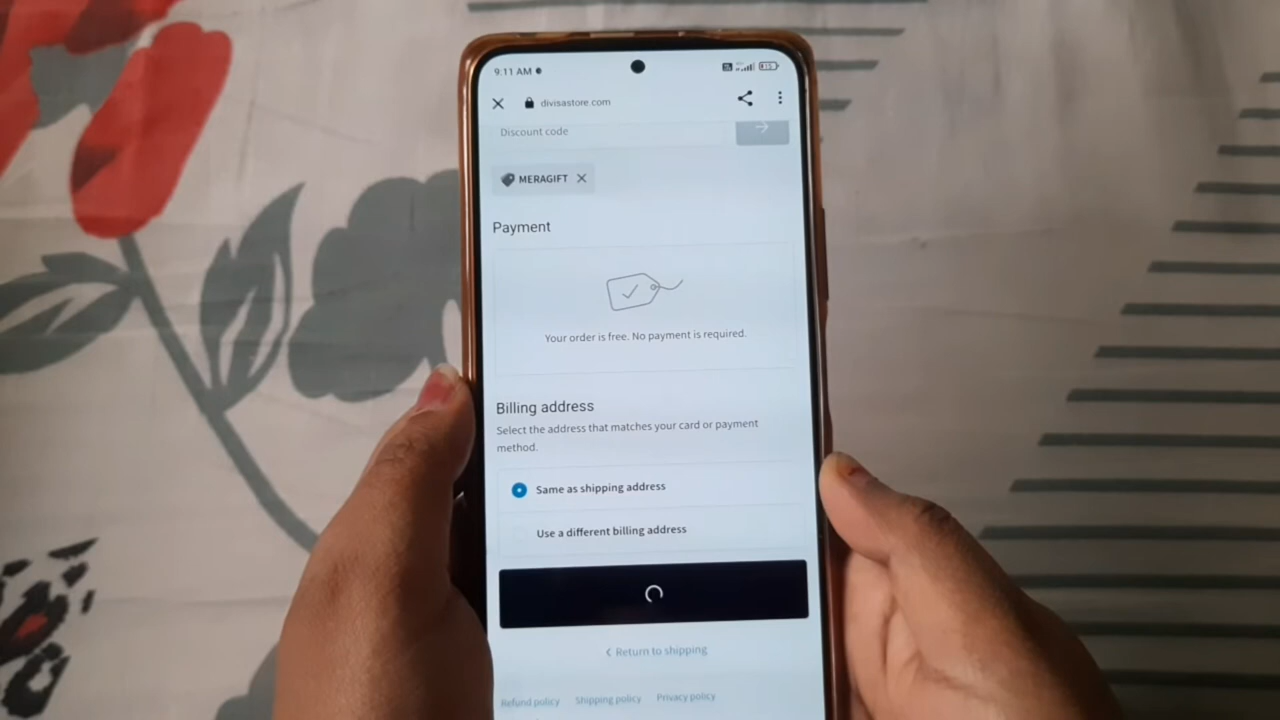 9:11 AM
divisastore.com
Discount code
MERAGIFT
Payment
Your order is free. No payment is required.
Billing address
Select the address that matches your card or payment
method.
Same as shipping address
Use a different billing address
Return to shipping
Refund policy Shipping policy Privacy policy